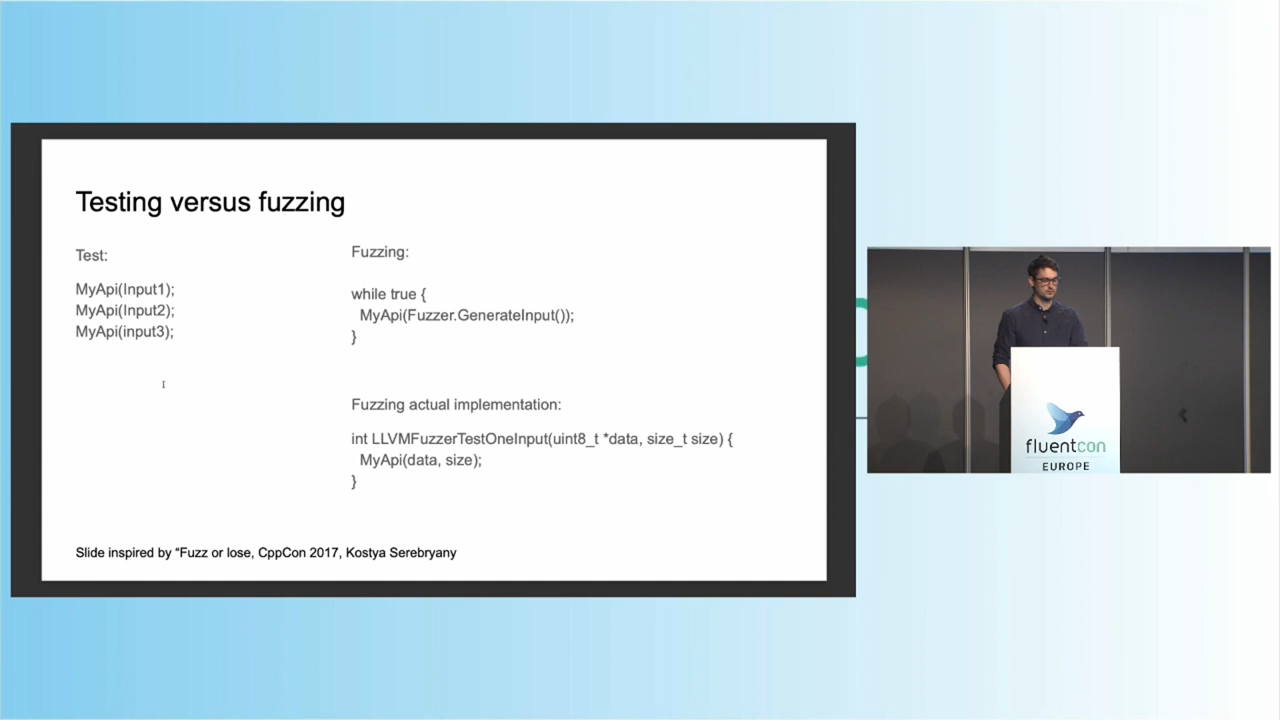 Testing versus fuzzing
Test:
MyApi(Input1);
MyApi(Input2);
MyApi(input3);
Fuzzing:
while true {
MyApi(Fuzzer.GenerateInput());
}
Fuzzing actual implementation:
int LLVMFuzzerTestOneInput(uint8_t *data, size_t size) {
MyApi(data, size);
}
Slide inspired by “Fuzz or lose, CppCon 2017, Kostya Serebryany
fluentcon
EUROPE